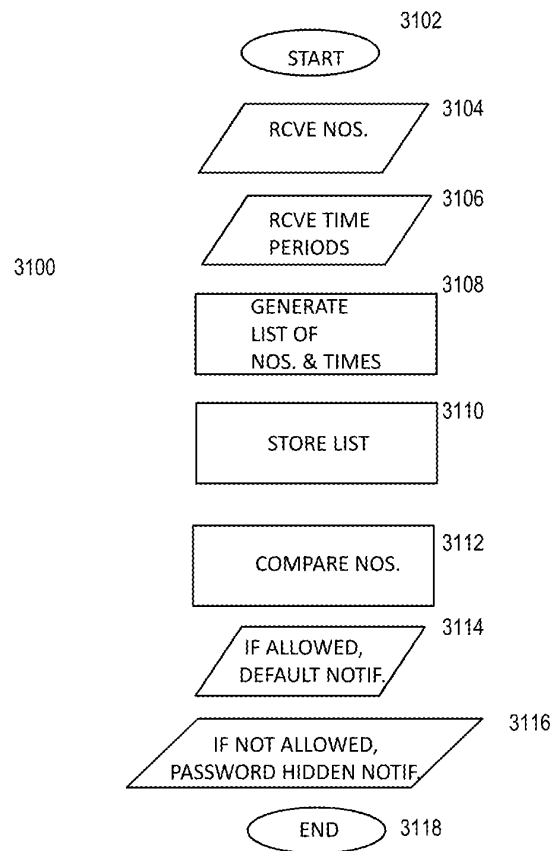 3102
START
3104
RCVE NOS.
3106
RCVE TIME
PERIODS
3100
3108
GENERATE
LIST OF
NOS. & TIMES
3110
STORE LIST
3112
COMPARE NOS.
3114
IF ALLOWED,
DEFAULT NOTIF.
3116
IF NOT ALLOWED,
PASSWORD HIDDEN NOTIF.
END
3118